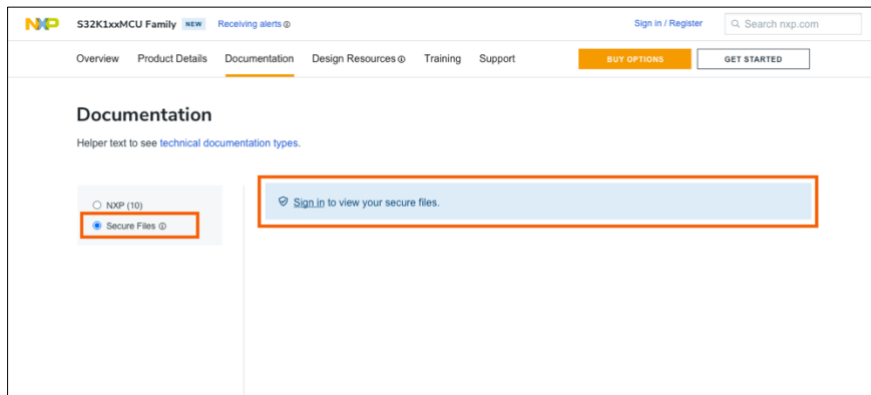 NXP S32K1xxMCU Family NEW Receiving alerts Sign in / Register Search nxp.com
Overview Product Details Documentation Design Resources Training Support BUY OPTIONS GET STARTED
Documentation
Helper text to see technical documentation types.
NXP (10)
Secure Files
Sign in to view your secure files.